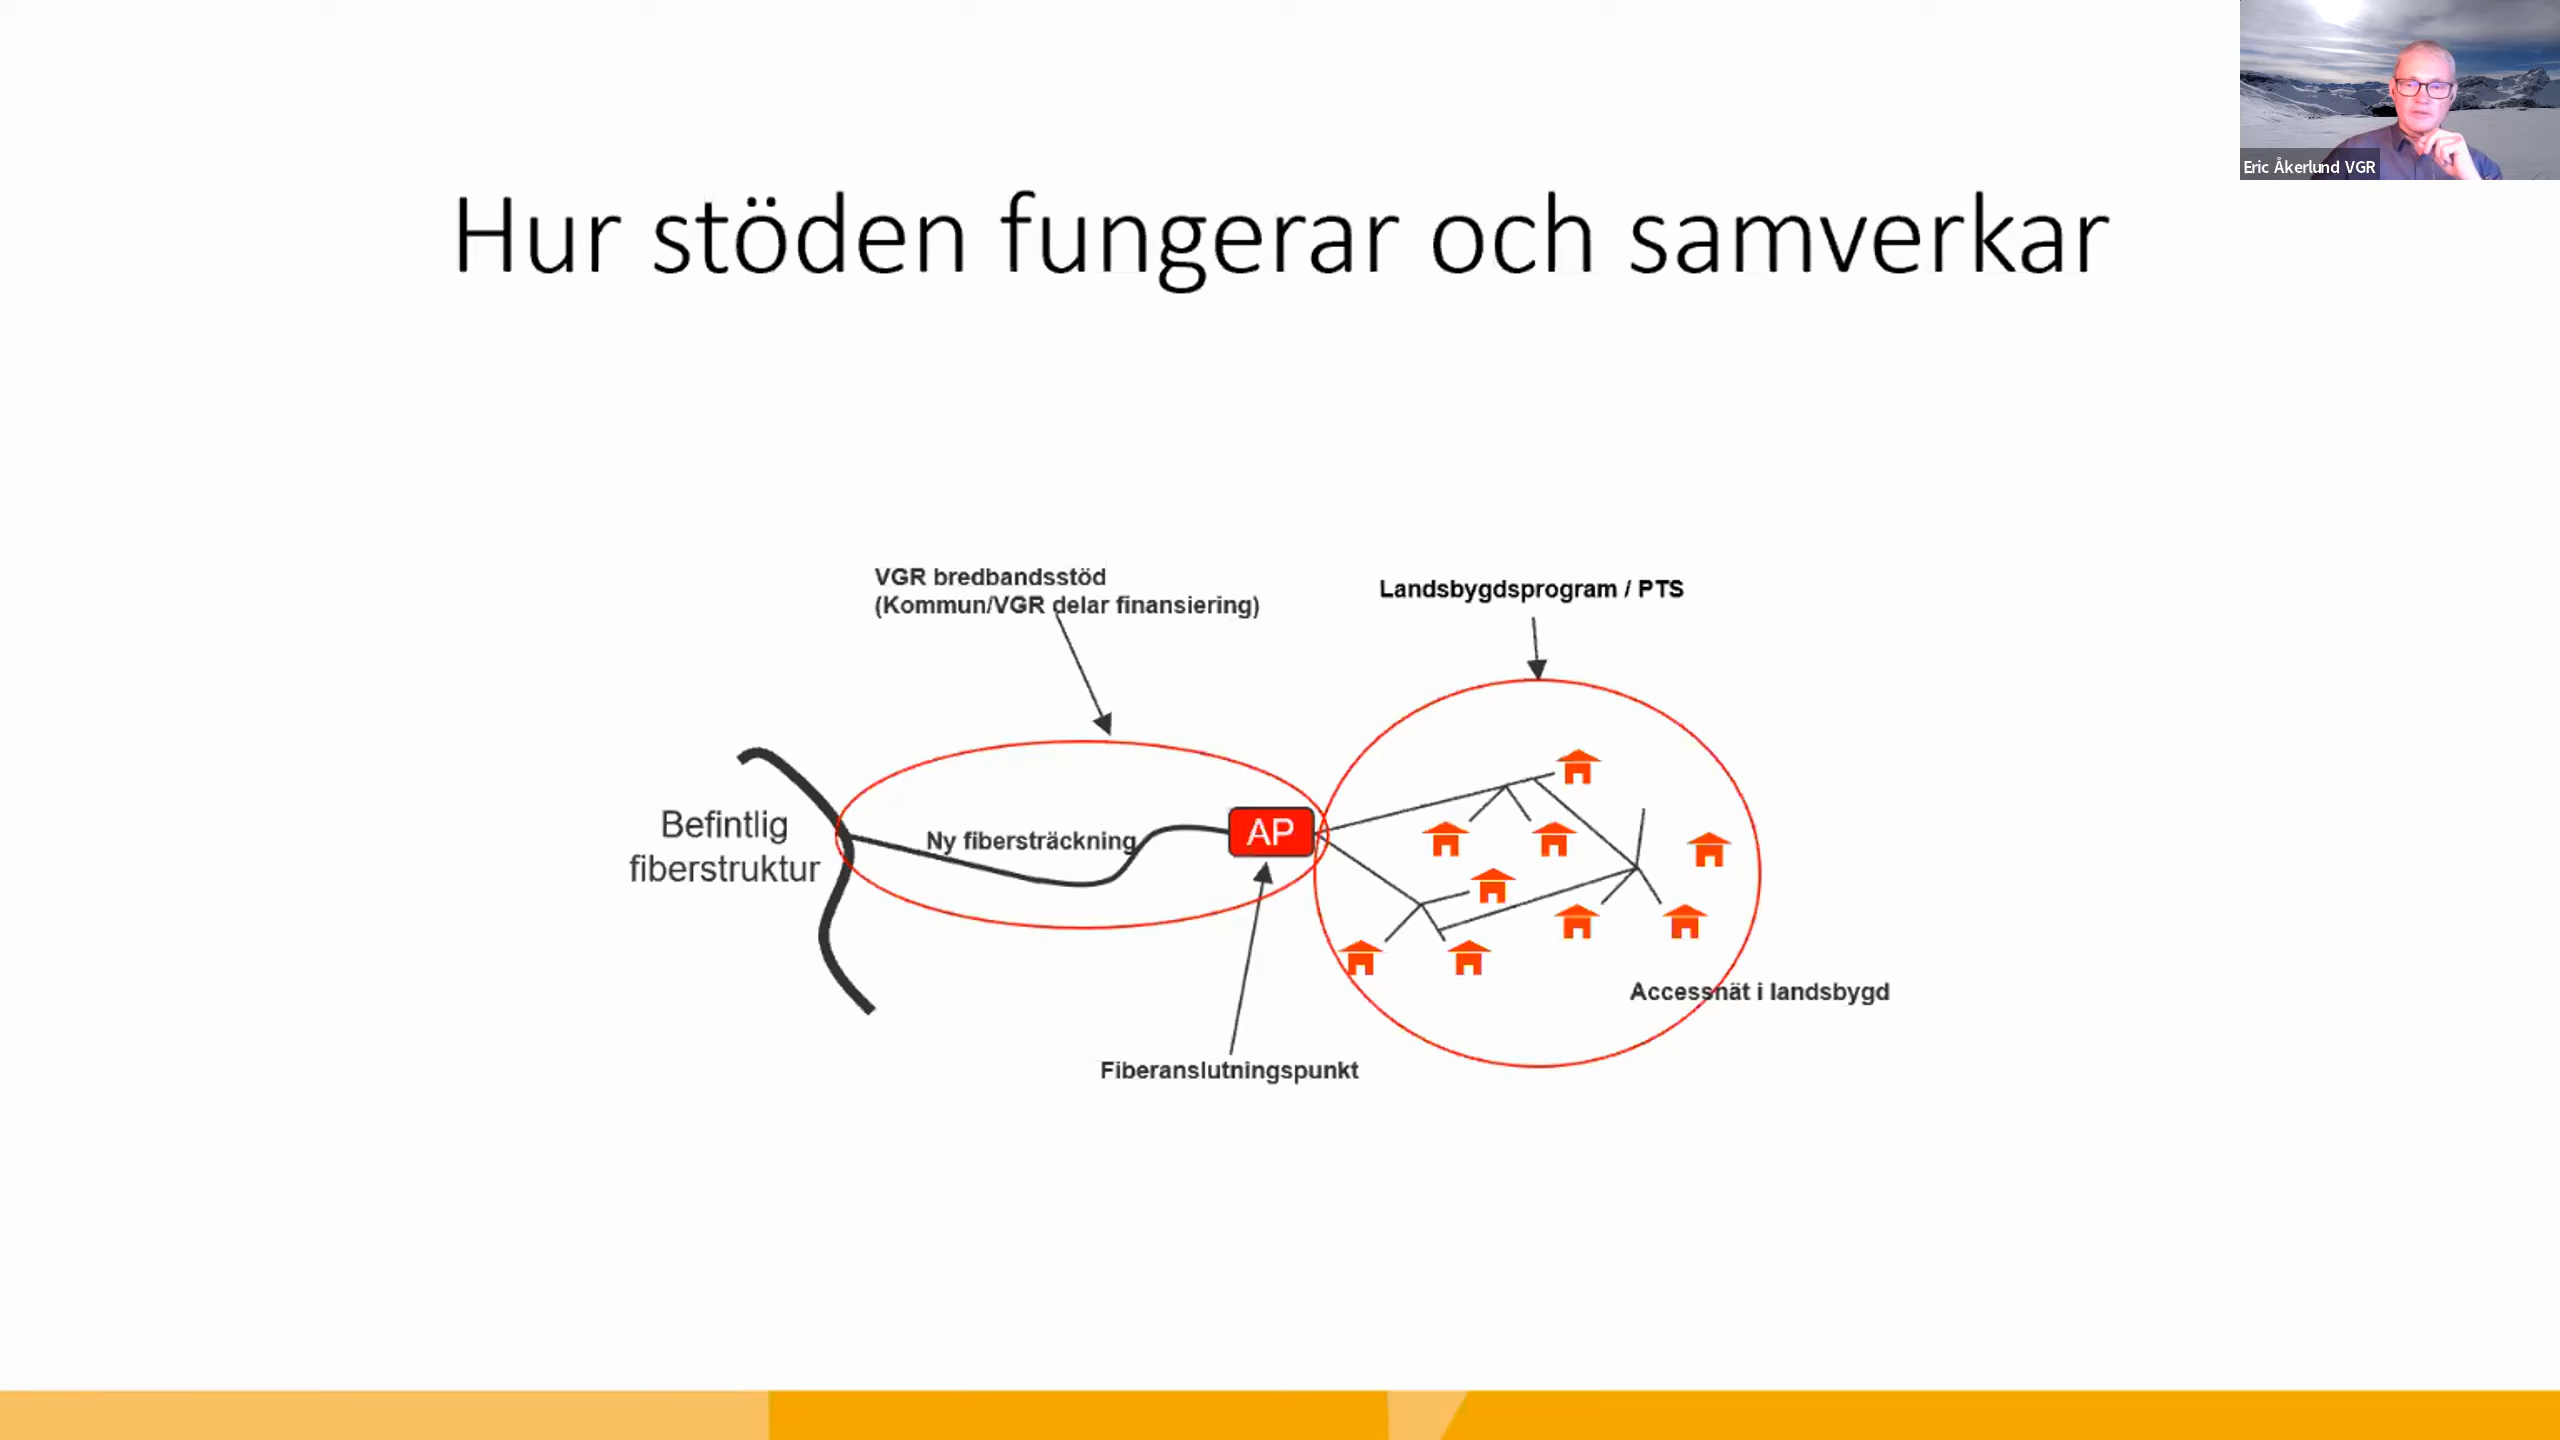 Eric Åkerlund VGR
Hur stöden fungerar och samverkar
VGR bredbandsstöd
(Kommun/VGR delar finansiering)
Landsbygdsprogram / PTS
Befintlig
fiberstruktur
Ny fibersträckning
AP
Accessnät i landsbygd
Fiberanslutningspunkt